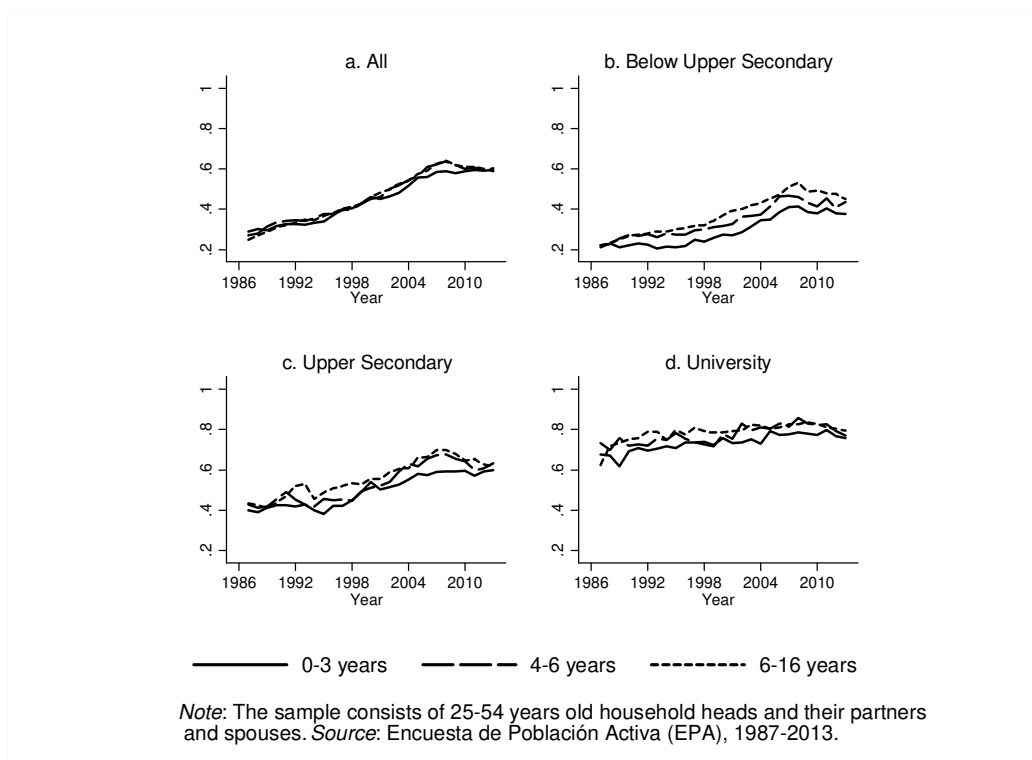 a. All
1
.8
.6
.4
.2
1986 1992 1998 2004 2010
Year
b. Below Upper Secondary
1
.8
.6
.4
.2
1986 1992 1998 2004 2010
Year
c. Upper Secondary
1
.8
.6
.4
.2
1986 1992 1998 2004 2010
Year
d. University
1
.8
.6
.4
.2
1986 1992 1998 2004 2010
Year
0-3 years 4-6 years 6-16 years
Note: The sample consists of 25-54 years old household heads and their partners
and spouses. Source: Encuesta de Población Activa (EPA), 1987-2013.